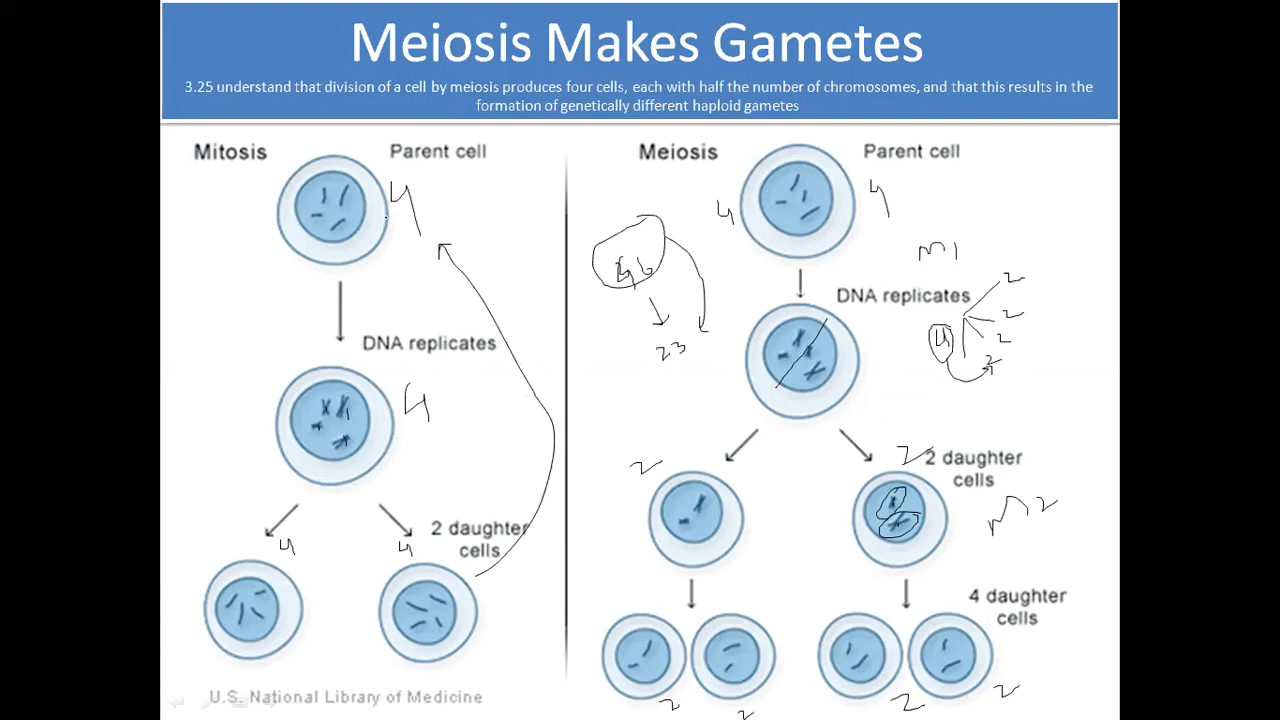 Meiosis Makes Gametes
3.25 understand that division of a cell by meiosis produces four cells, each with half the number of chromosomes, and that this results in the
formation of genetically different haploid gametes
Mitosis
Parent cell
4
DNA replicates
4
2 daughter
cells
4
4
U.S. National Library of Medicine
Meiosis
Parent cell
4
4
46
23
M1
DNA replicates
4
2
2
2
2
2
2
2 daughter
cells
M2
4 daughter
cells
2
2
2
2